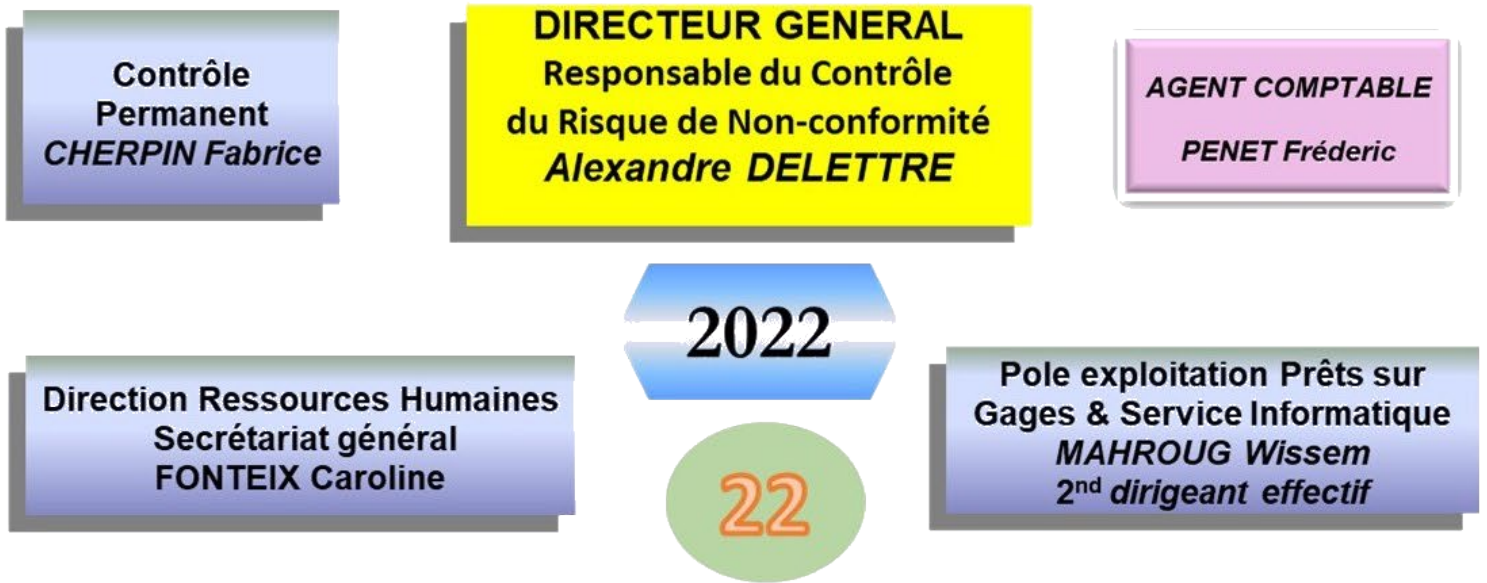 Contrôle
Permanent
CHERPIN Fabrice
DIRECTEUR GENERAL
Responsable du Contrôle
du Risque de Non-conformité
Alexandre DELETTRE
AGENT COMPTABLE
PENET Fréderic
2022
Direction Ressources Humaines
Secrétariat général
FONTEIX Caroline
22
Pole exploitation Prêts sur
Gages & Service Informatique
MAHROUG Wissem
2nd dirigeant effectif